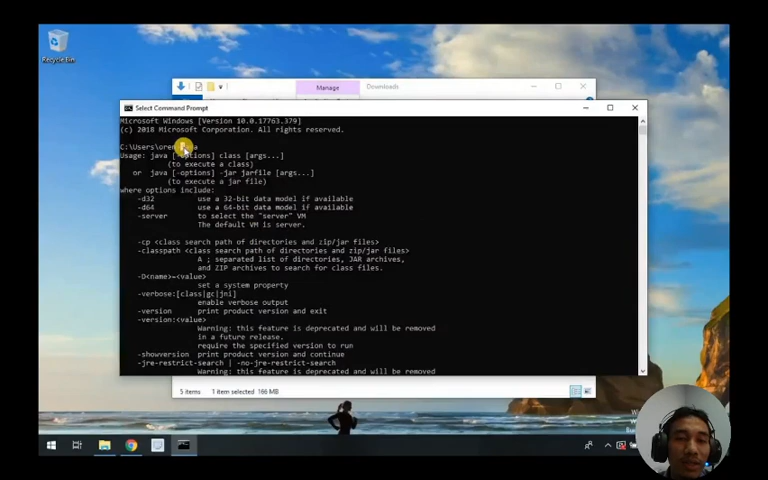 Recycle Bin
Manage
Downloads
Select Command Prompt
Microsoft Windows [Version 10.0.17763.379]
(c) 2018 Microsoft Corporation. All rights reserved.
Usage: java [-options] class [args...]
(to execute a class)
or java [-options] -jar jarfile [args...]
(to execute a jar file)
where options include:
-d32 use a 32-bit data model if available
-d64 use a 64-bit data model if available
-server to select the "server" VM
The default VM is server.
-cp <class search path of directories and zip/jar files>
-classpath <class search path of directories and zip/jar files>
A ; separated list of directories, JAR archives,
and ZIP archives to search for class files.
-D<name>=<value>
set a system property
-verbose:[class|gc|jni]
enable verbose output
-version print product version and exit
-version:<value>
Warning: this feature is deprecated and will be removed
in a future release.
require the specified version to run
-showversion print product version and continue
-jre-restrict-search | -no-jre-restrict-search
Warning: this feature is deprecated and will be removed
5 items 1 item selected 166 MB